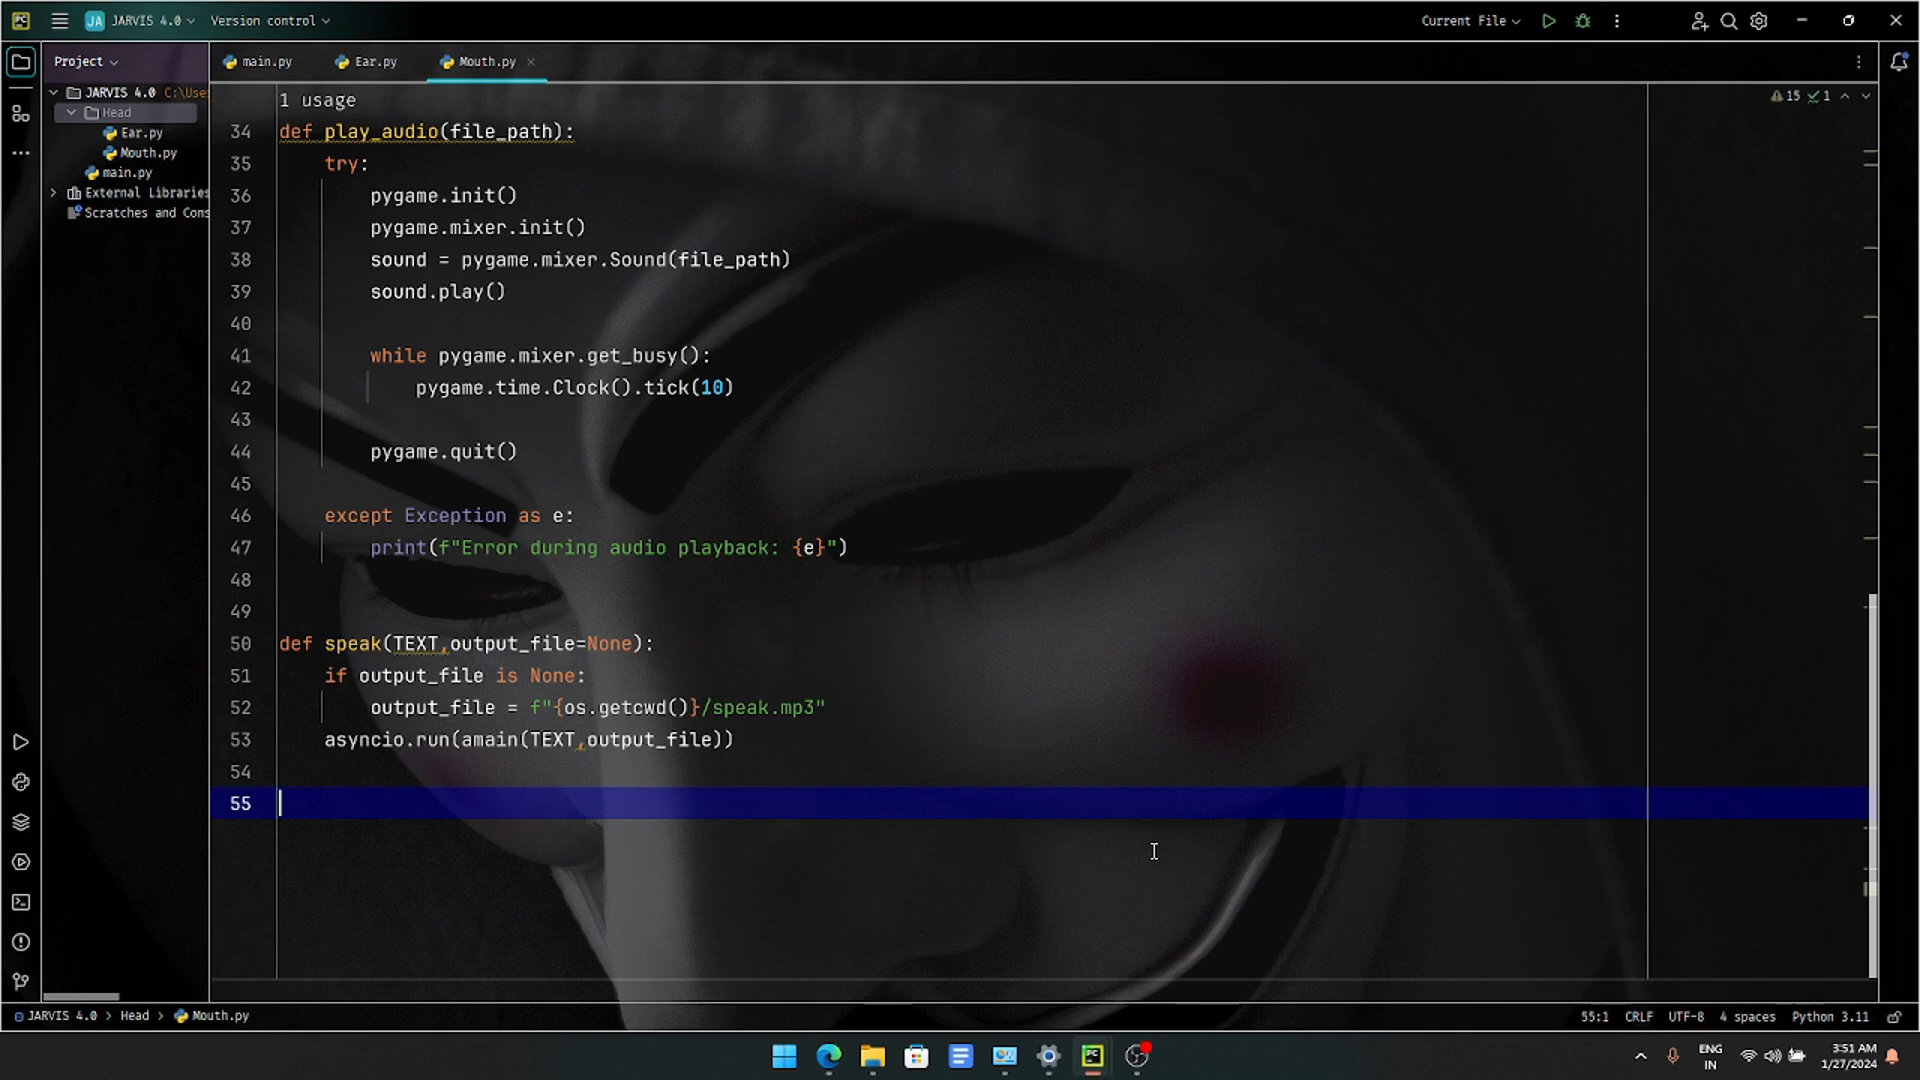 PC
JA JARVIS 4.0 Version control Current File
Project main.py Ear.py Mouth.py
JARVIS 4.0 C:\Use
Head
Ear.py
Mouth.py
main.py
External Libraries
Scratches and Cons
15 1
1 usage
34 def play_audio(file_path):
35 try:
36 pygame.init()
37 pygame.mixer.init()
38 sound = pygame.mixer.Sound(file_path)
39 sound.play()
40
41 while pygame.mixer.get_busy():
42 pygame.time.Clock().tick(10)
43
44 pygame.quit()
45
46 except Exception as e:
47 print(f"Error during audio playback: {e}")
48
49
50 def speak(TEXT,output_file=None):
51 if output_file is None:
52 output_file = f"{os.getcwd()}/speak.mp3"
53 asyncio.run(amain(TEXT,output_file))
54
55
JARVIS 4.0 > Head > Mouth.py 55:1 CRLF UTF-8 4 spaces Python 3.11
PC
ENG
IN
3:51 AM
1/27/2024